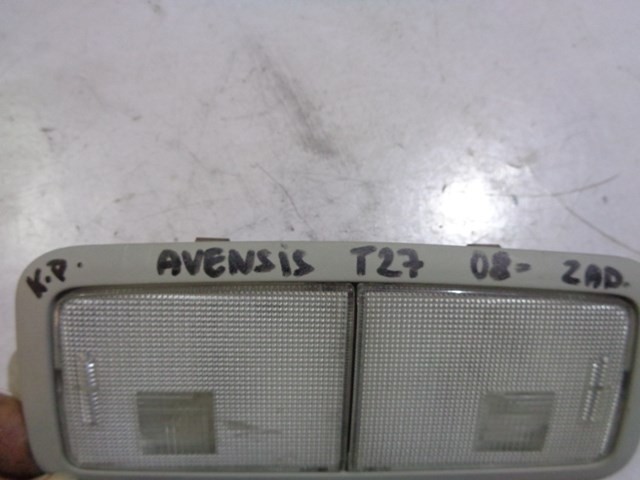 K.P. AVENSIS T27 08- ZAD.